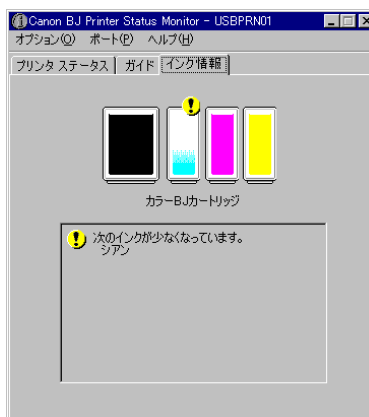 Canon BJ Printer Status Monitor - USBPRN01
オプション(O) ポート(P) ヘルプ(H)
プリンタ ステータス ガイド インク情報
カラーBJカートリッジ
次のインクが少なくなっています。
シアン